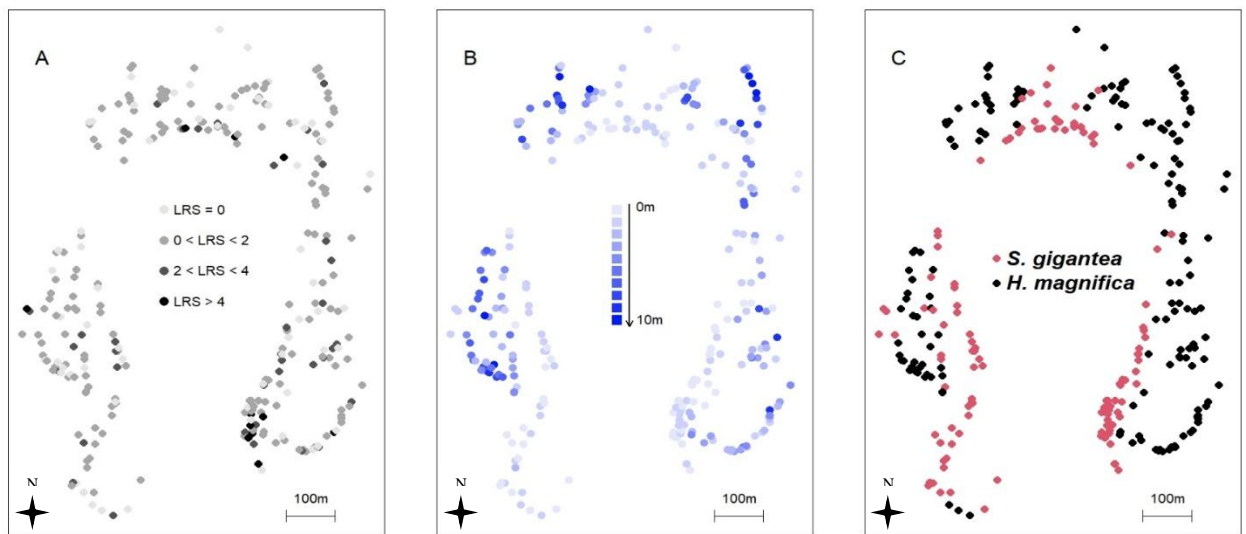 A
LRS = 0
0 < LRS < 2
2 < LRS < 4
LRS > 4
N
100m
B
0m
10m
N
100m
C
S. gigantea
H. magnifica
N
100m